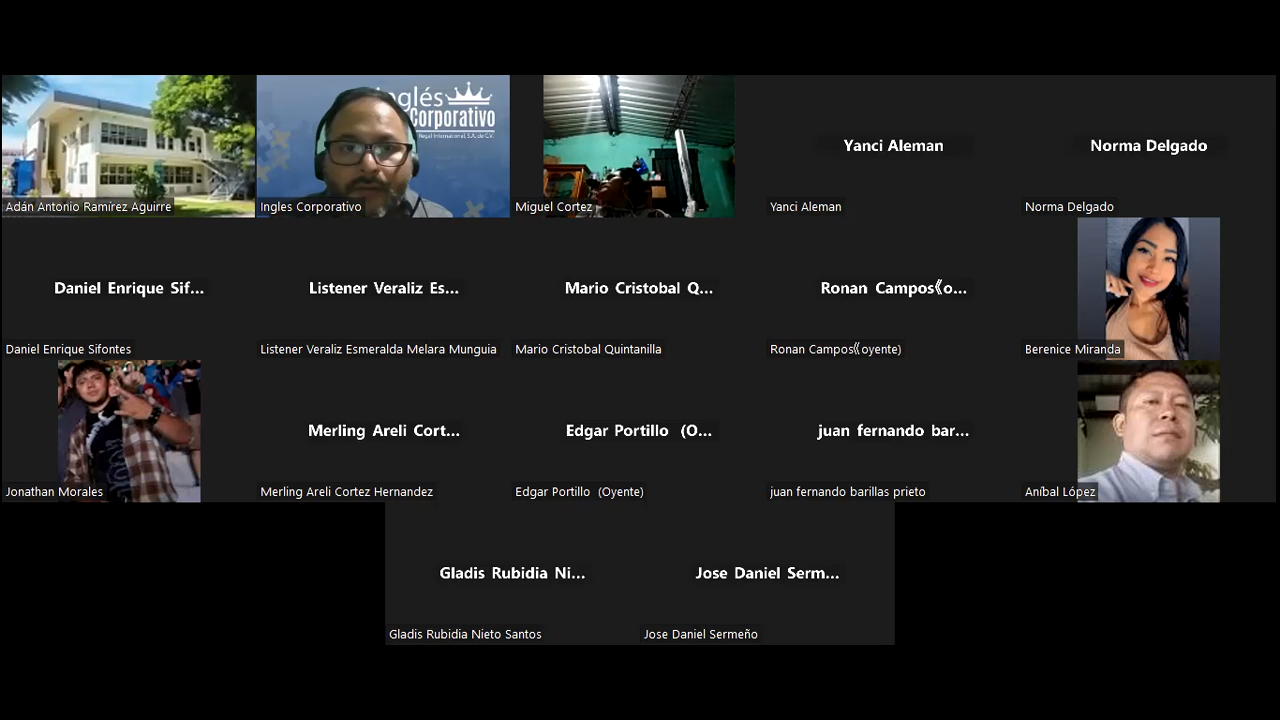 Inglés
Corporativo
Regal International, S.A. de C.V.
Adán Antonio Ramírez Aguirre
Ingles Corporativo
Miguel Cortez
Yanci Aleman
Yanci Aleman
Norma Delgado
Norma Delgado
Daniel Enrique Sif...
Daniel Enrique Sifontes
Listener Veraliz Es...
Listener Veraliz Esmeralda Melara Munguia
Mario Cristobal Q...
Mario Cristobal Quintanilla
Ronan Campos《o...
Ronan Campos《oyente)
Berenice Miranda
Jonathan Morales
Merling Areli Cort...
Merling Areli Cortez Hernandez
Edgar Portillo (O...
Edgar Portillo (Oyente)
juan fernando bar...
juan fernando barillas prieto
Aníbal López
Gladis Rubidia Ni...
Gladis Rubidia Nieto Santos
Jose Daniel Serm...
Jose Daniel Sermeño